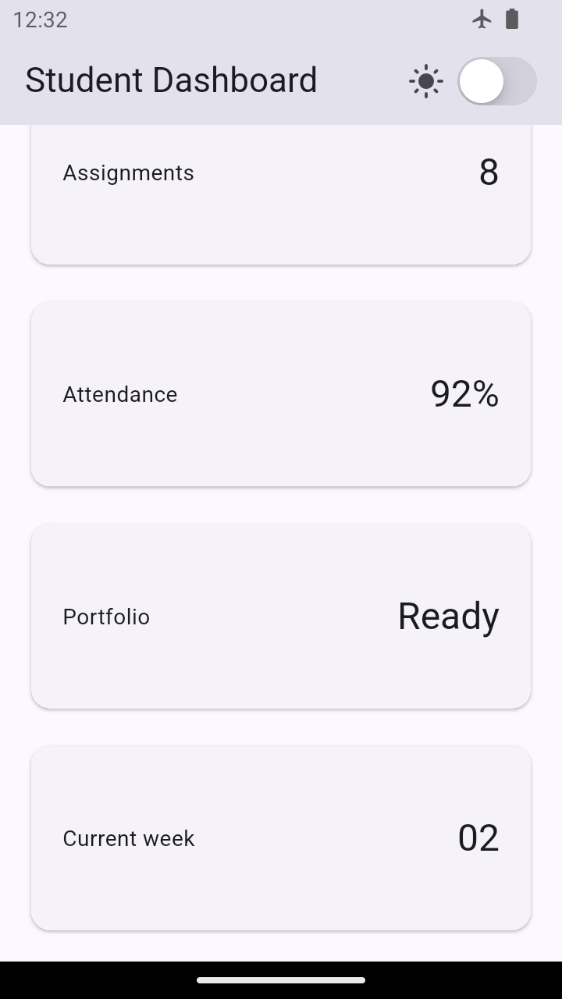 12:32
Student Dashboard
Assignments 8
Attendance 92%
Portfolio Ready
Current week 02